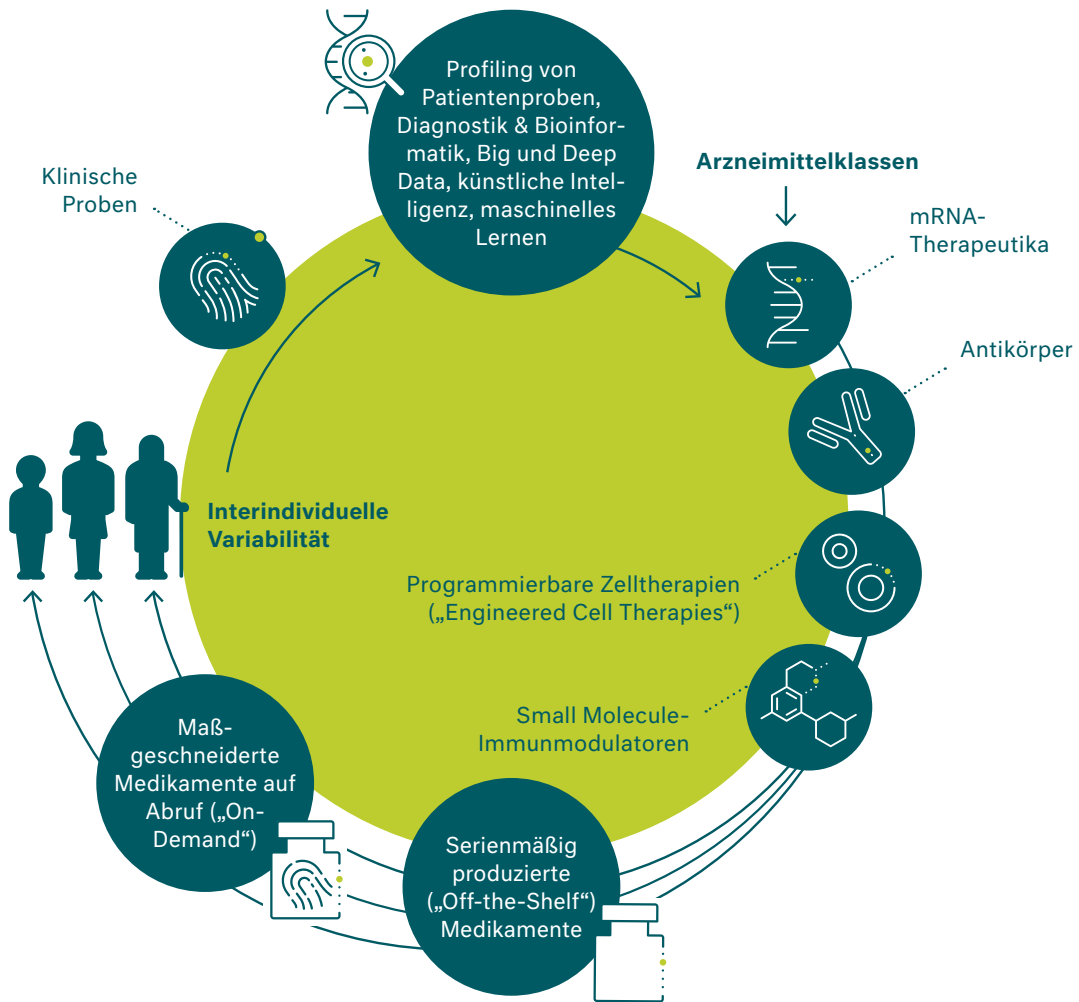 Profiling von
Patientenproben,
Diagnostik & Bioinfor-
matik, Big und Deep
Data, künstliche Intel-
ligenz, maschinelles
Lernen
Klinische
Proben
Arzneimittelklassen
mRNA-
Therapeutika
Antikörper
Interindividuelle
Variabilität
Programmierbare Zelltherapien
(„Engineered Cell Therapies“)
Small Molecule-
Immunmodulatoren
Maß-
geschneiderte
Medikamente auf
Abruf („On-
Demand“)
Serienmäßig
produzierte
(„Off-the-Shelf“)
Medikamente